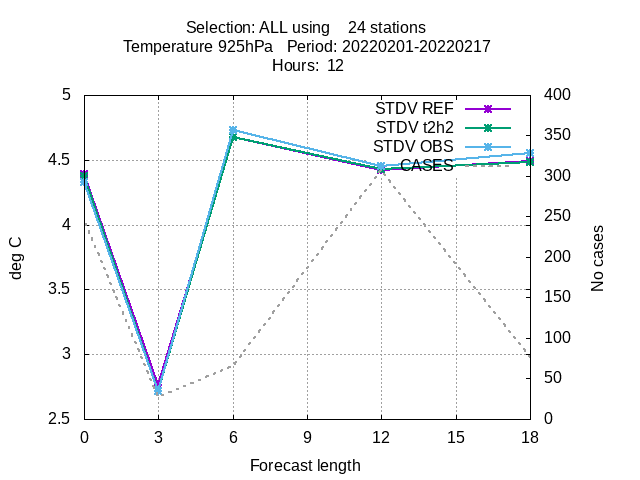 Selection: ALL using    24 stations
Temperature 925hPa   Period: 20220201-20220217
Hours:  12
5
4.5
4
3.5
3
2.5
deg C
400
350
300
250
200
150
100
50
0
No cases
STDV REF
STDV t2h2
STDV OBS
CASES
0 3 6 9 12 15 18
Forecast length